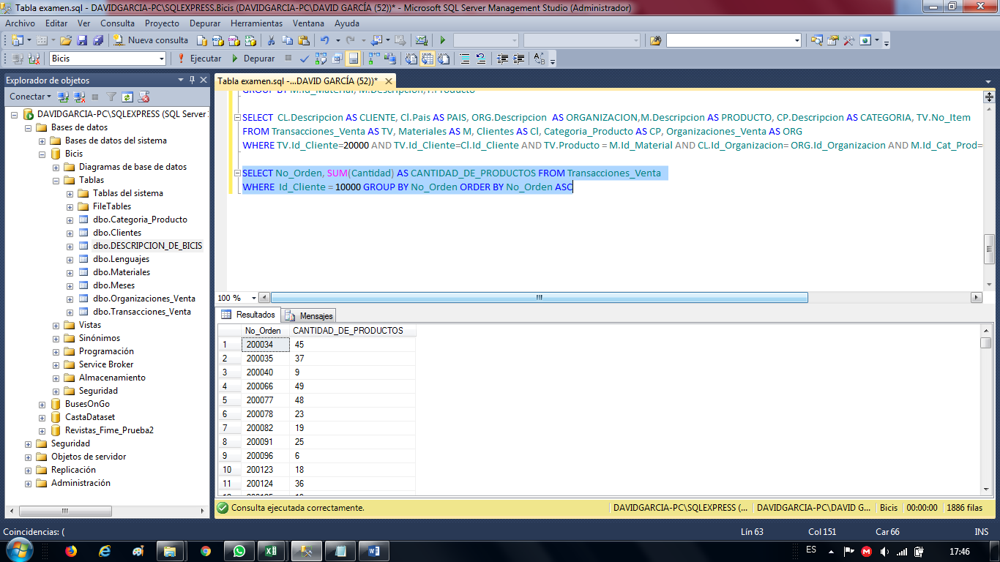 Tabla examen.sql - DAVIDGARCIA-PC\SQLEXPRESS.Bicis (DAVIDGARCIA-PC\DAVID GARCÍA (52))* - Microsoft SQL Server Management Studio (Administrador)
Archivo Editar Ver Consulta Proyecto Depurar Herramientas Ventana Ayuda
Nueva consulta
Bicis Ejecutar Depurar
Explorador de objetos
Conectar
DAVIDGARCIA-PC\SQLEXPRESS (SQL Server
Bases de datos
Bases de datos del sistema
Bicis
Diagramas de base de datos
Tablas
Tablas del sistema
FileTables
dbo.Categoria_Producto
dbo.Clientes
dbo.DESCRIPCION_DE_BICIS
dbo.Lenguajes
dbo.Materiales
dbo.Meses
dbo.Organizaciones_Venta
dbo.Transacciones_Venta
Vistas
Sinónimos
Programación
Service Broker
Almacenamiento
Seguridad
BusesOnGo
CastaDataset
Revistas_Fime_Prueba2
Seguridad
Objetos de servidor
Replicación
Administración
Tabla examen.sql -...DAVID GARCÍA (52))*
GROUP BY M.Id_Material, M.Descripcion,
SELECT CL.Descripcion AS CLIENTE, Cl.Pais AS PAIS, ORG.Descripcion AS ORGANIZACION,M.Descripcion AS PRODUCTO, CP.Descripcion AS CATEGORIA, TV.No_Item
FROM Transacciones_Venta AS TV, Materiales AS M, Clientes AS Cl, Categoria_Producto AS CP, Organizaciones_Venta AS ORG
WHERE TV.Id_Cliente=20000 AND TV.Id_Cliente=Cl.Id_Cliente AND TV.Producto = M.Id_Material AND CL.Id_Organizacion= ORG.Id_Organizacion AND M.Id_Cat_Prod=
SELECT No_Orden, SUM(Cantidad) AS CANTIDAD_DE_PRODUCTOS FROM Transacciones_Venta
WHERE Id_Cliente = 10000 GROUP BY No_Orden ORDER BY No_Orden ASC
100 %
Resultados Mensajes
No_Orden CANTIDAD_DE_PRODUCTOS
1 200034 45
2 200035 37
3 200040 9
4 200066 49
5 200077 48
6 200078 23
7 200082 19
8 200091 25
9 200096 6
10 200123 18
11 200124 36
Consulta ejecutada correctamente. DAVIDGARCIA-PC\SQLEXPRESS (... DAVIDGARCIA-PC\DAVID G... Bicis 00:00:00 1886 filas
Coincidencias: ( Lín 63 Col 151 Car 66 INS
ES 17:46